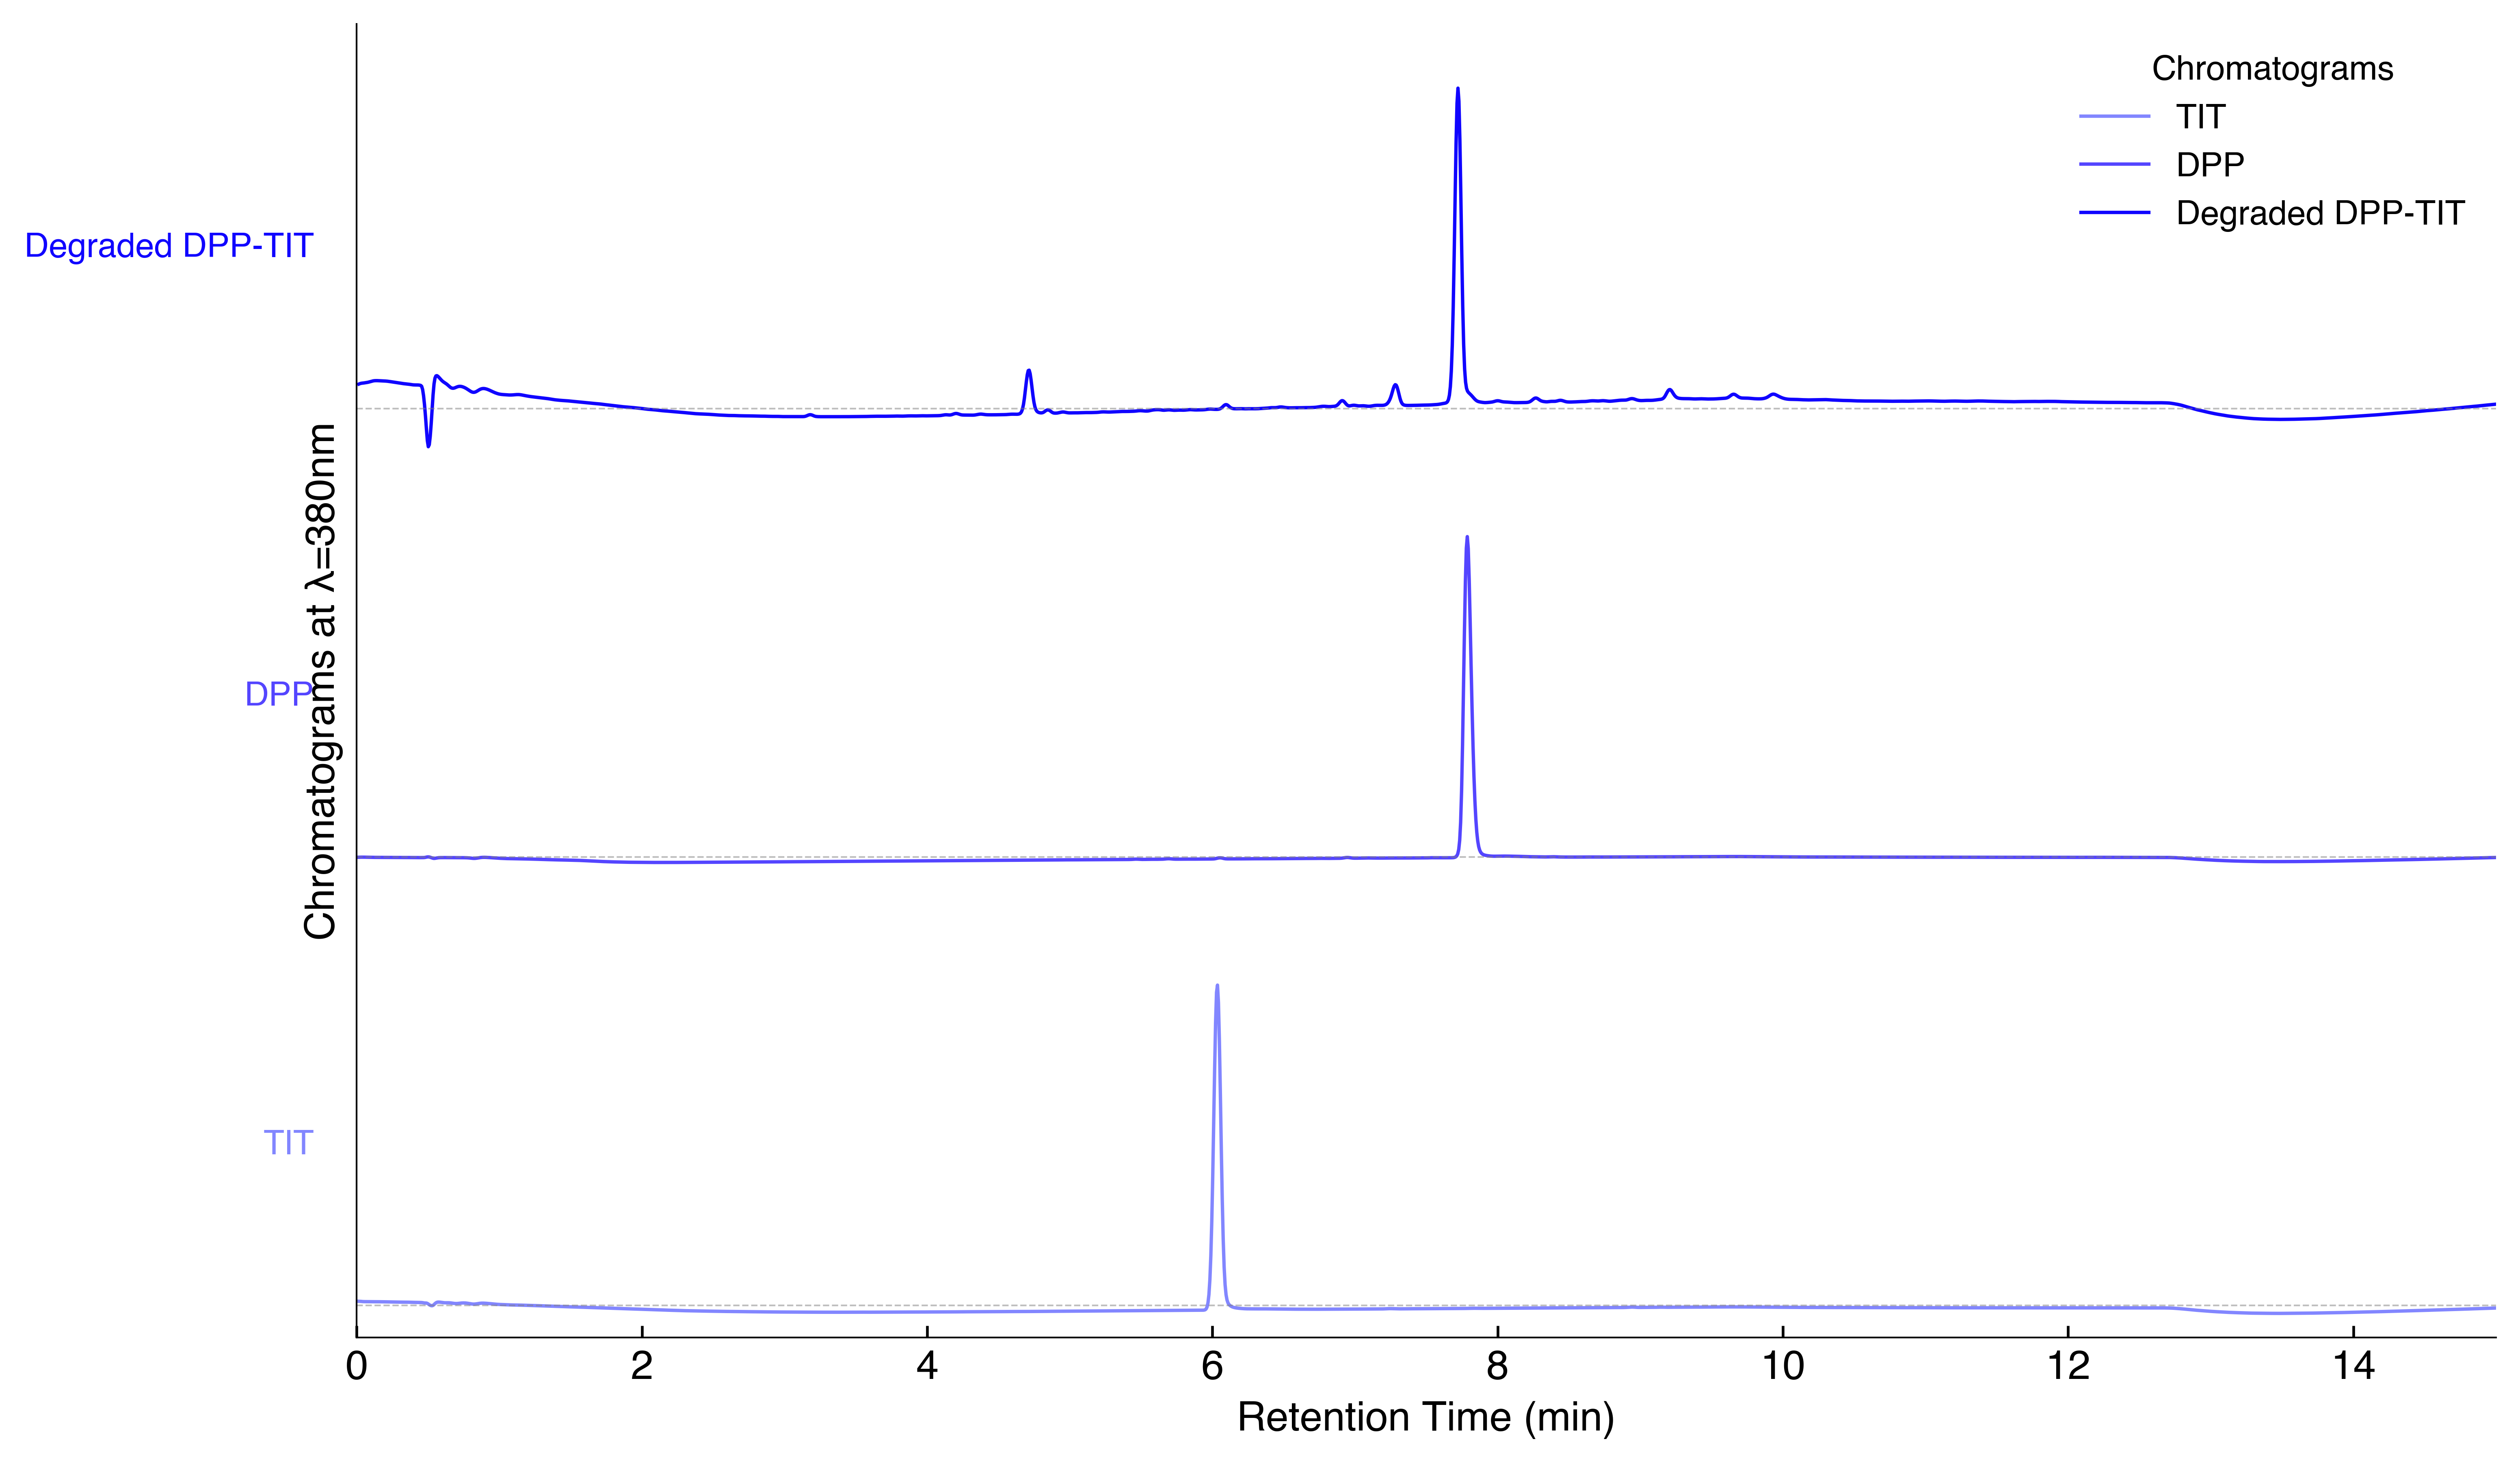 Chromatograms
TIT
DPP
Degraded DPP-TIT
Degraded DPP-TIT
DPP
TIT
Chromatograms at λ=380nm
0 2 4 6 8 10 12 14
Retention Time (min)